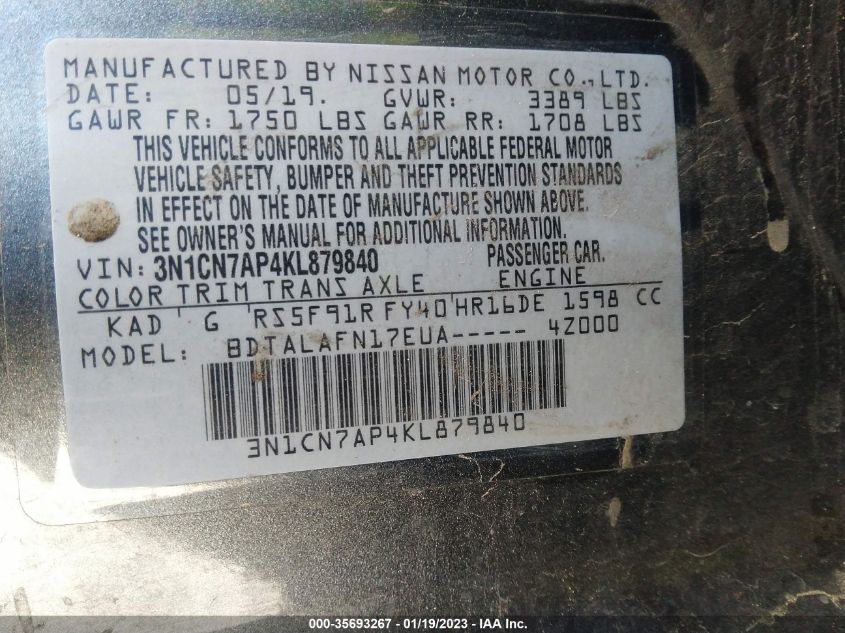 MANUFACTURED BY NISSAN MOTOR CO., LTD.
DATE: 05/19. GVWR: 3389 LBS
GAWR FR: 1750 LBS GAWR RR: 1708 LBS
THIS VEHICLE CONFORMS TO ALL APPLICABLE FEDERAL MOTOR
VEHICLE SAFETY, BUMPER AND THEFT PREVENTION STANDARDS
IN EFFECT ON THE DATE OF MANUFACTURE SHOWN ABOVE.
SEE OWNER'S MANUAL FOR ADDITIONAL INFORMATION.
VIN: 3N1CN7AP4KL879840 PASSENGER CAR.
COLOR TRIM TRANS AXLE ENGINE
KAD G RS5F91R FY40 HR16DE 1598 CC
MODEL: BDTALAFN17EUA----- 4Z000
3N1CN7AP4KL879840
000-35693267 - 01/19/2023 - IAA Inc.